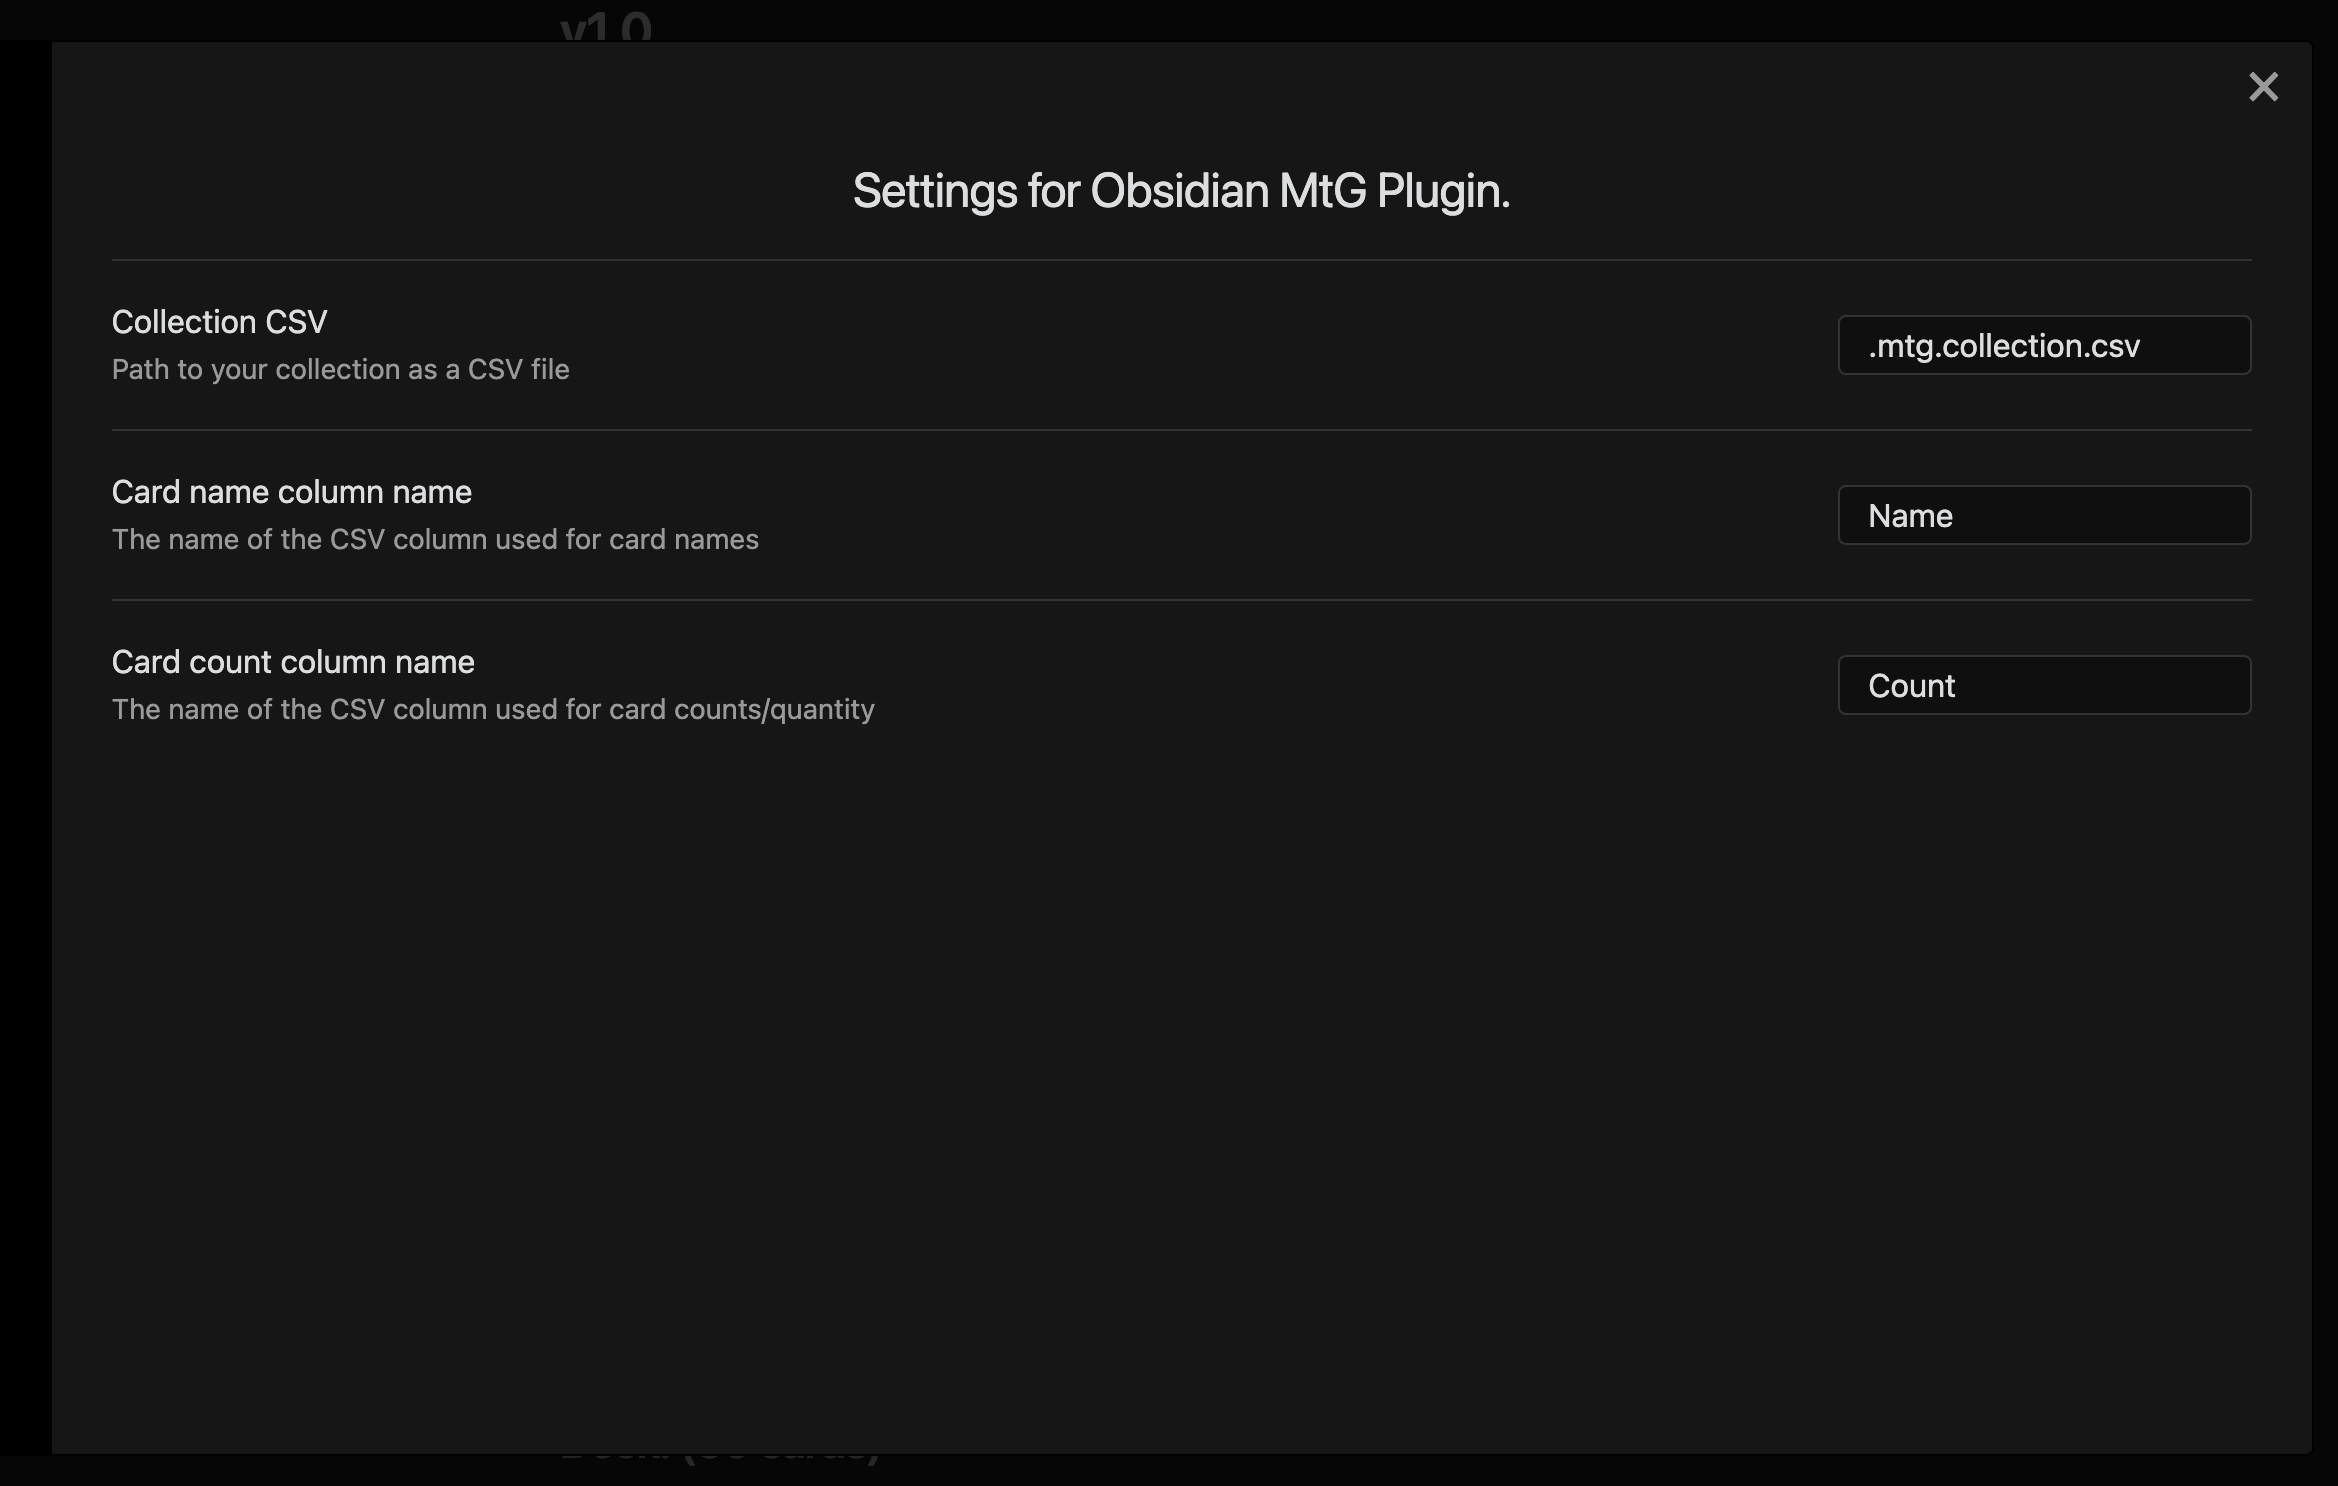 v1.0
Settings for Obsidian MtG Plugin.
Collection CSV
Path to your collection as a CSV file
.mtg.collection.csv
Card name column name
The name of the CSV column used for card names
Name
Card count column name
The name of the CSV column used for card counts/quantity
Count